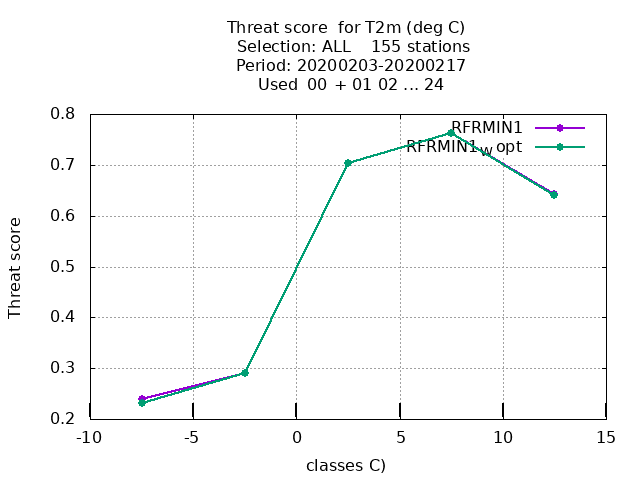 Threat score  for T2m (deg C)
Selection: ALL    155 stations
Period: 20200203-20200217
Used  00  + 01 02 ... 24
0.8
0.7
0.6
0.5
0.4
0.3
0.2
Threat score
RFRMIN1
RFRMIN1wopt
-10
-5
0
5
10
15
classes C)